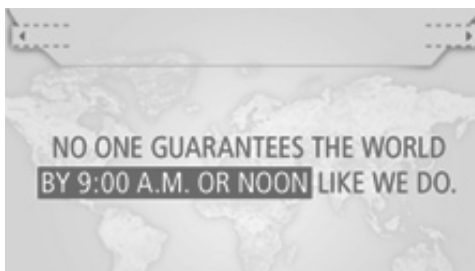 NO ONE GUARANTEES THE WORLD
BY 9:00 A.M. OR NOON LIKE WE DO.